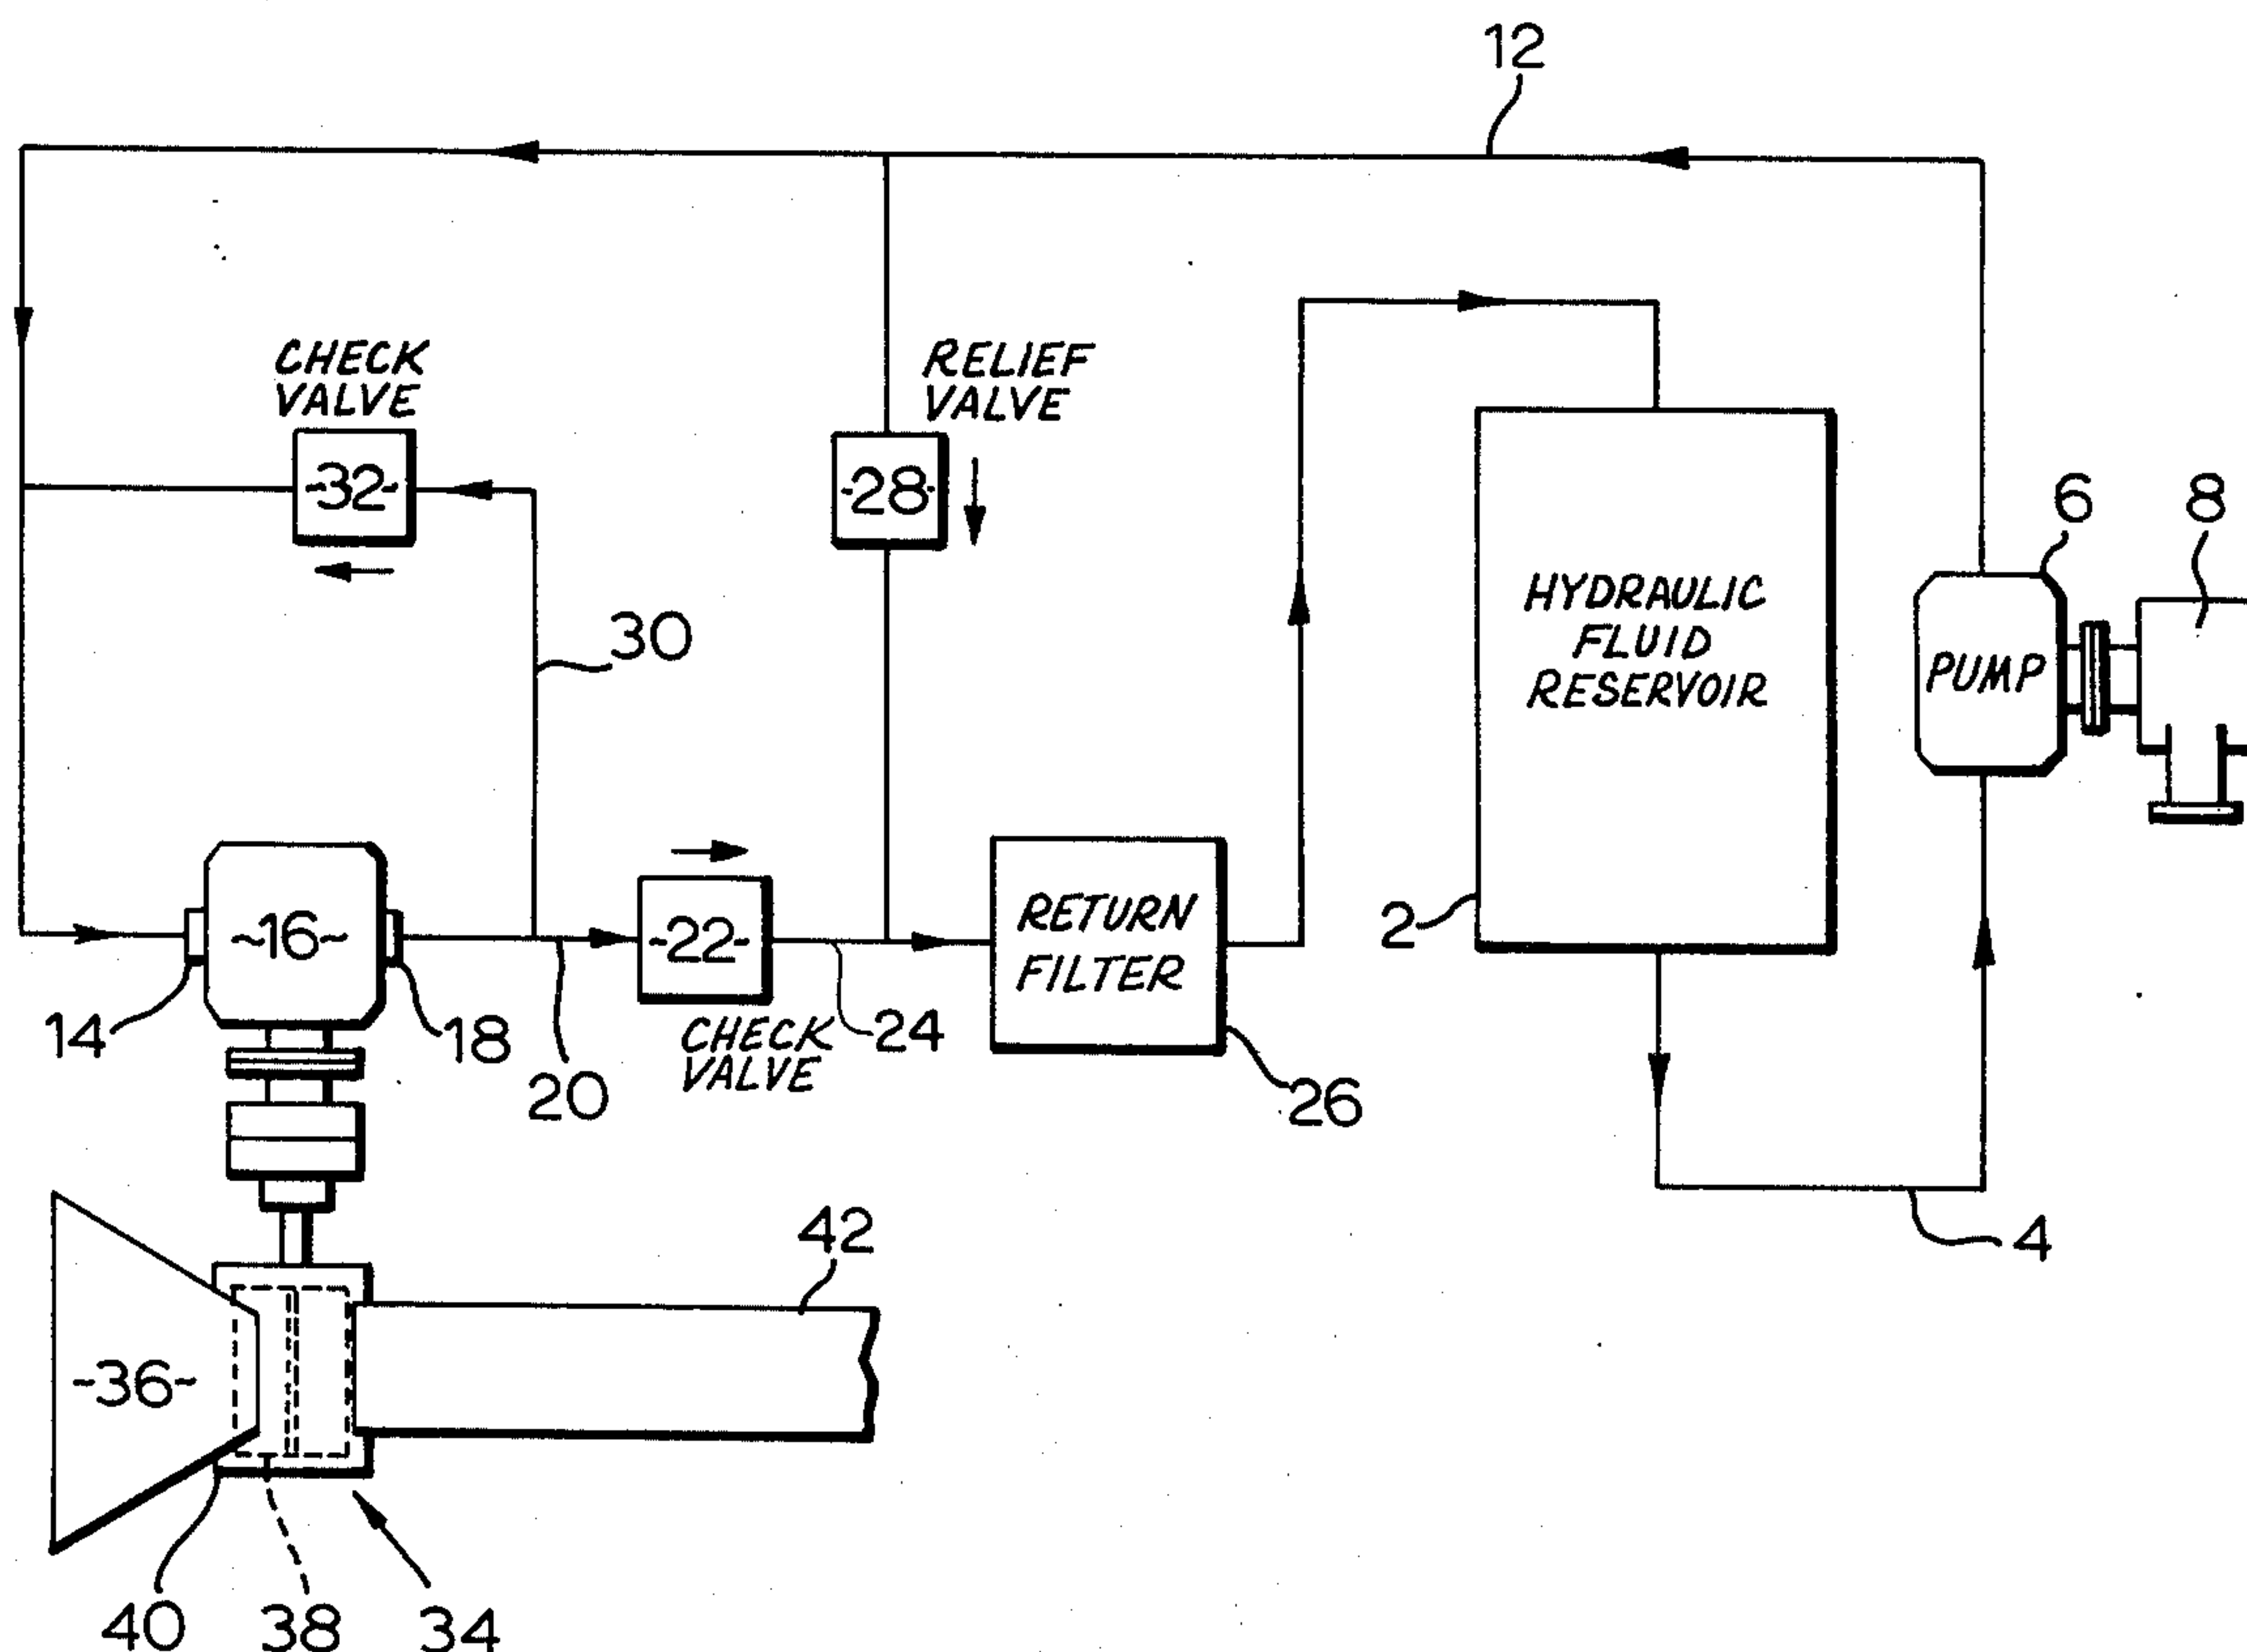 12
CHECK
VALVE
-32-
RELIEF
VALVE
-28-
6
8
HYDRAULIC
FLUID
RESERVOIR
PUMP
30
~16~
-22-
RETURN
FILTER
2
14
18
20
CHECK
VALVE
24
26
4
42
-36-
40
38
34